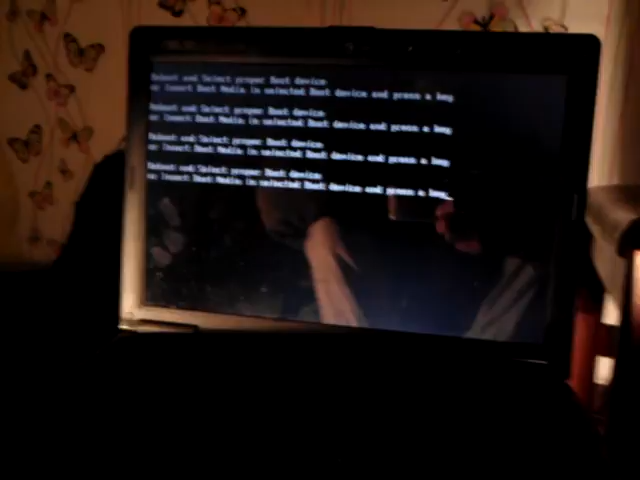 Reboot and Select proper Boot device
or Insert Boot Media in selected Boot device and press a key
Reboot and Select proper Boot device
or Insert Boot Media in selected Boot device and press a key
Reboot and Select proper Boot device
or Insert Boot Media in selected Boot device and press a key
Reboot and Select proper Boot device
or Insert Boot Media in selected Boot device and press a key_